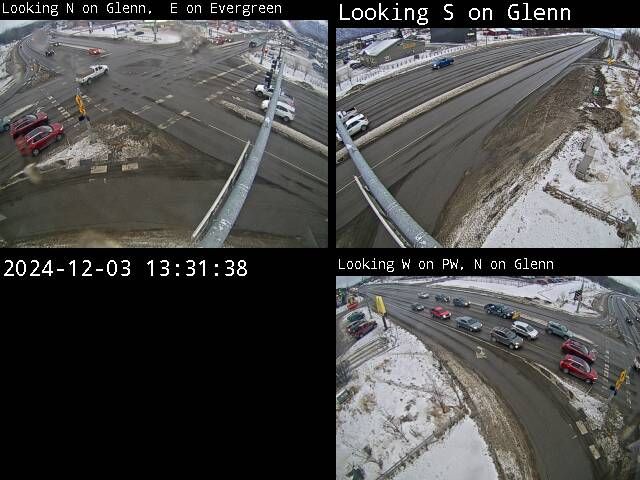 Looking N on Glenn,  E on Evergreen
Looking S on Glenn
2024-12-03 13:31:38
Looking W on PW, N on Glenn